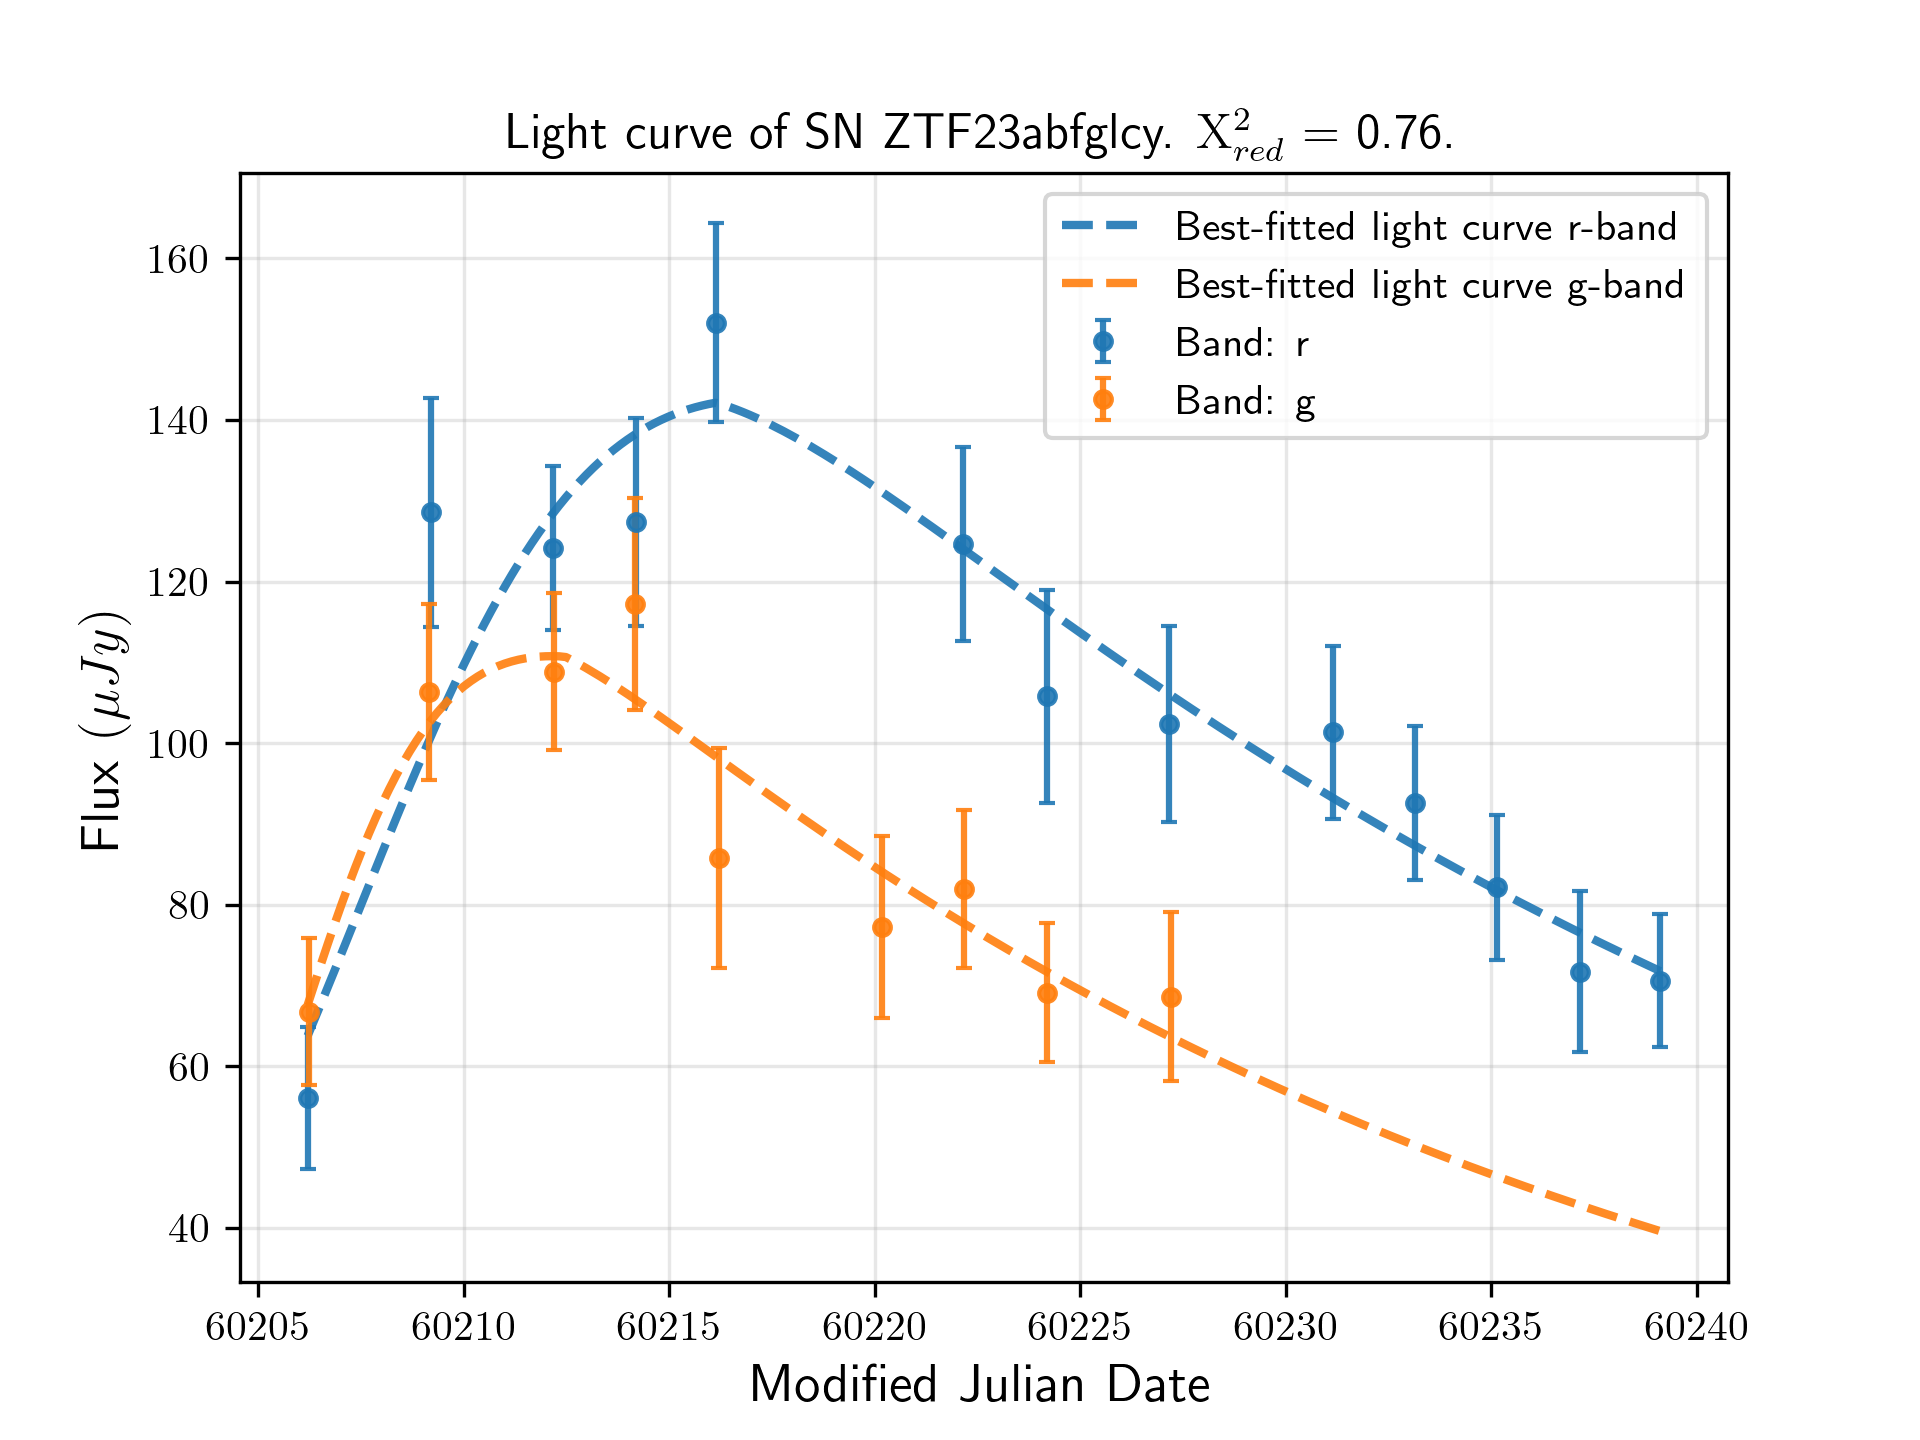 Light curve of SN ZTF23abfglcy. X²_red = 0.76.
Best-fitted light curve r-band
Best-fitted light curve g-band
Band: r
Band: g
160
140
120
100
80
60
40
Flux (μJy)
60205 60210 60215 60220 60225 60230 60235 60240
Modified Julian Date